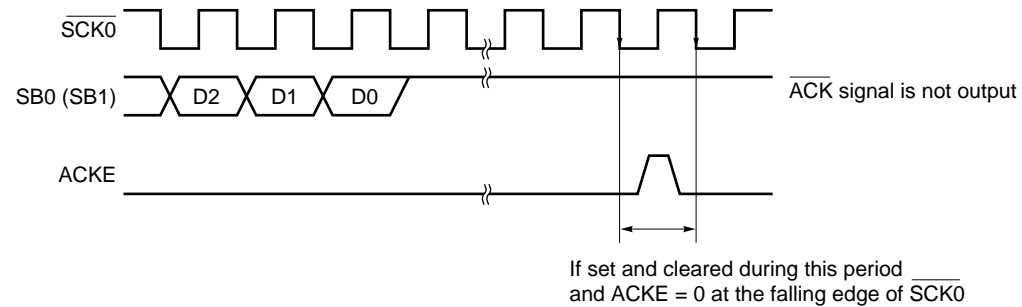 SCK0
SB0 (SB1)
D2
D1
D0
ACK signal is not output
ACKE
If set and cleared during this period
and ACKE = 0 at the falling edge of SCK0